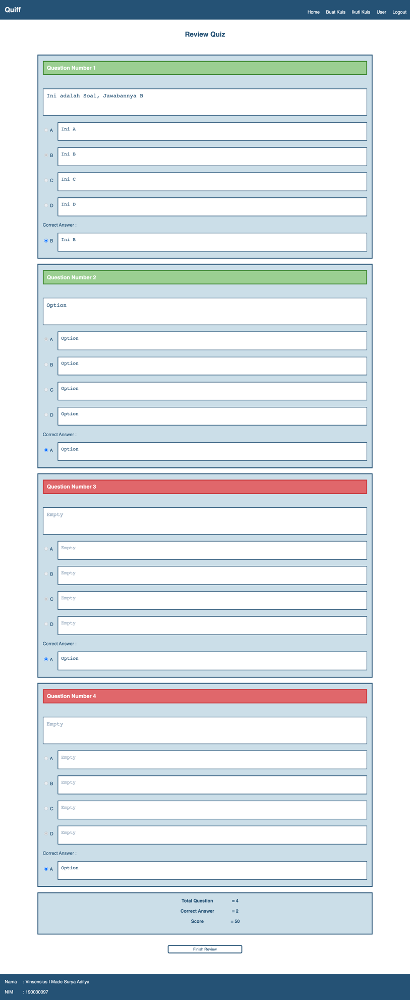 Quiff
Home Buat Kuis Ikuti Kuis User Logout
Review Quiz
Question Number 1
Ini adalah Soal, Jawabannya B
A Ini A
B Ini B
C Ini C
D Ini D
Correct Answer :
B Ini B
Question Number 2
Option
A Option
B Option
C Option
D Option
Correct Answer :
A Option
Question Number 3
Empty
A Empty
B Empty
C Empty
D Empty
Correct Answer :
A Option
Question Number 4
Empty
A Empty
B Empty
C Empty
D Empty
Correct Answer :
A Option
Total Question = 4
Correct Answer = 2
Score = 50
Finish Review
Nama : Vinsensius I Made Surya Aditya
NIM : 190030097